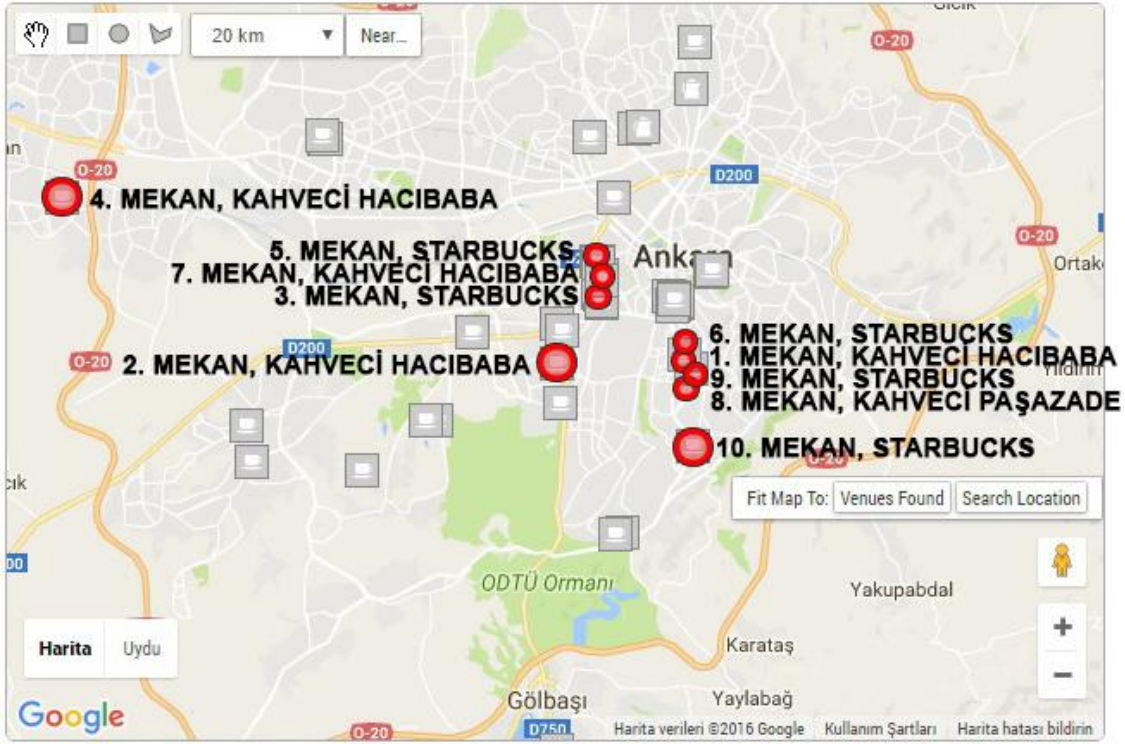 20 km
Near...
O-20
D200
O-20
4. MEKAN, KAHVECİ HACIBABA
O-20
5. MEKAN, STARBUCKS
Ankara
7. MEKAN, KAHVECİ HACIBABA
Ortak
3. MEKAN, STARBUCKS
6. MEKAN, STARBUCKS
D200
1. MEKAN, KAHVECİ HACIBABA
O-20
2. MEKAN, KAHVECİ HACIBABA
9. MEKAN, STARBUCKS
8. MEKAN, KAHVECİ PAŞAZADE
10. MEKAN, STARBUCKS
O-20
Fit Map To: Venues Found Search Location
ODTÜ Ormanı
Yakupabdal
Harita Uydu
Karataş
Gölbaşı
Yaylabağ
Google
O-20
D750
Harita verileri ©2016 Google Kullanım Şartları Harita hatası bildirin